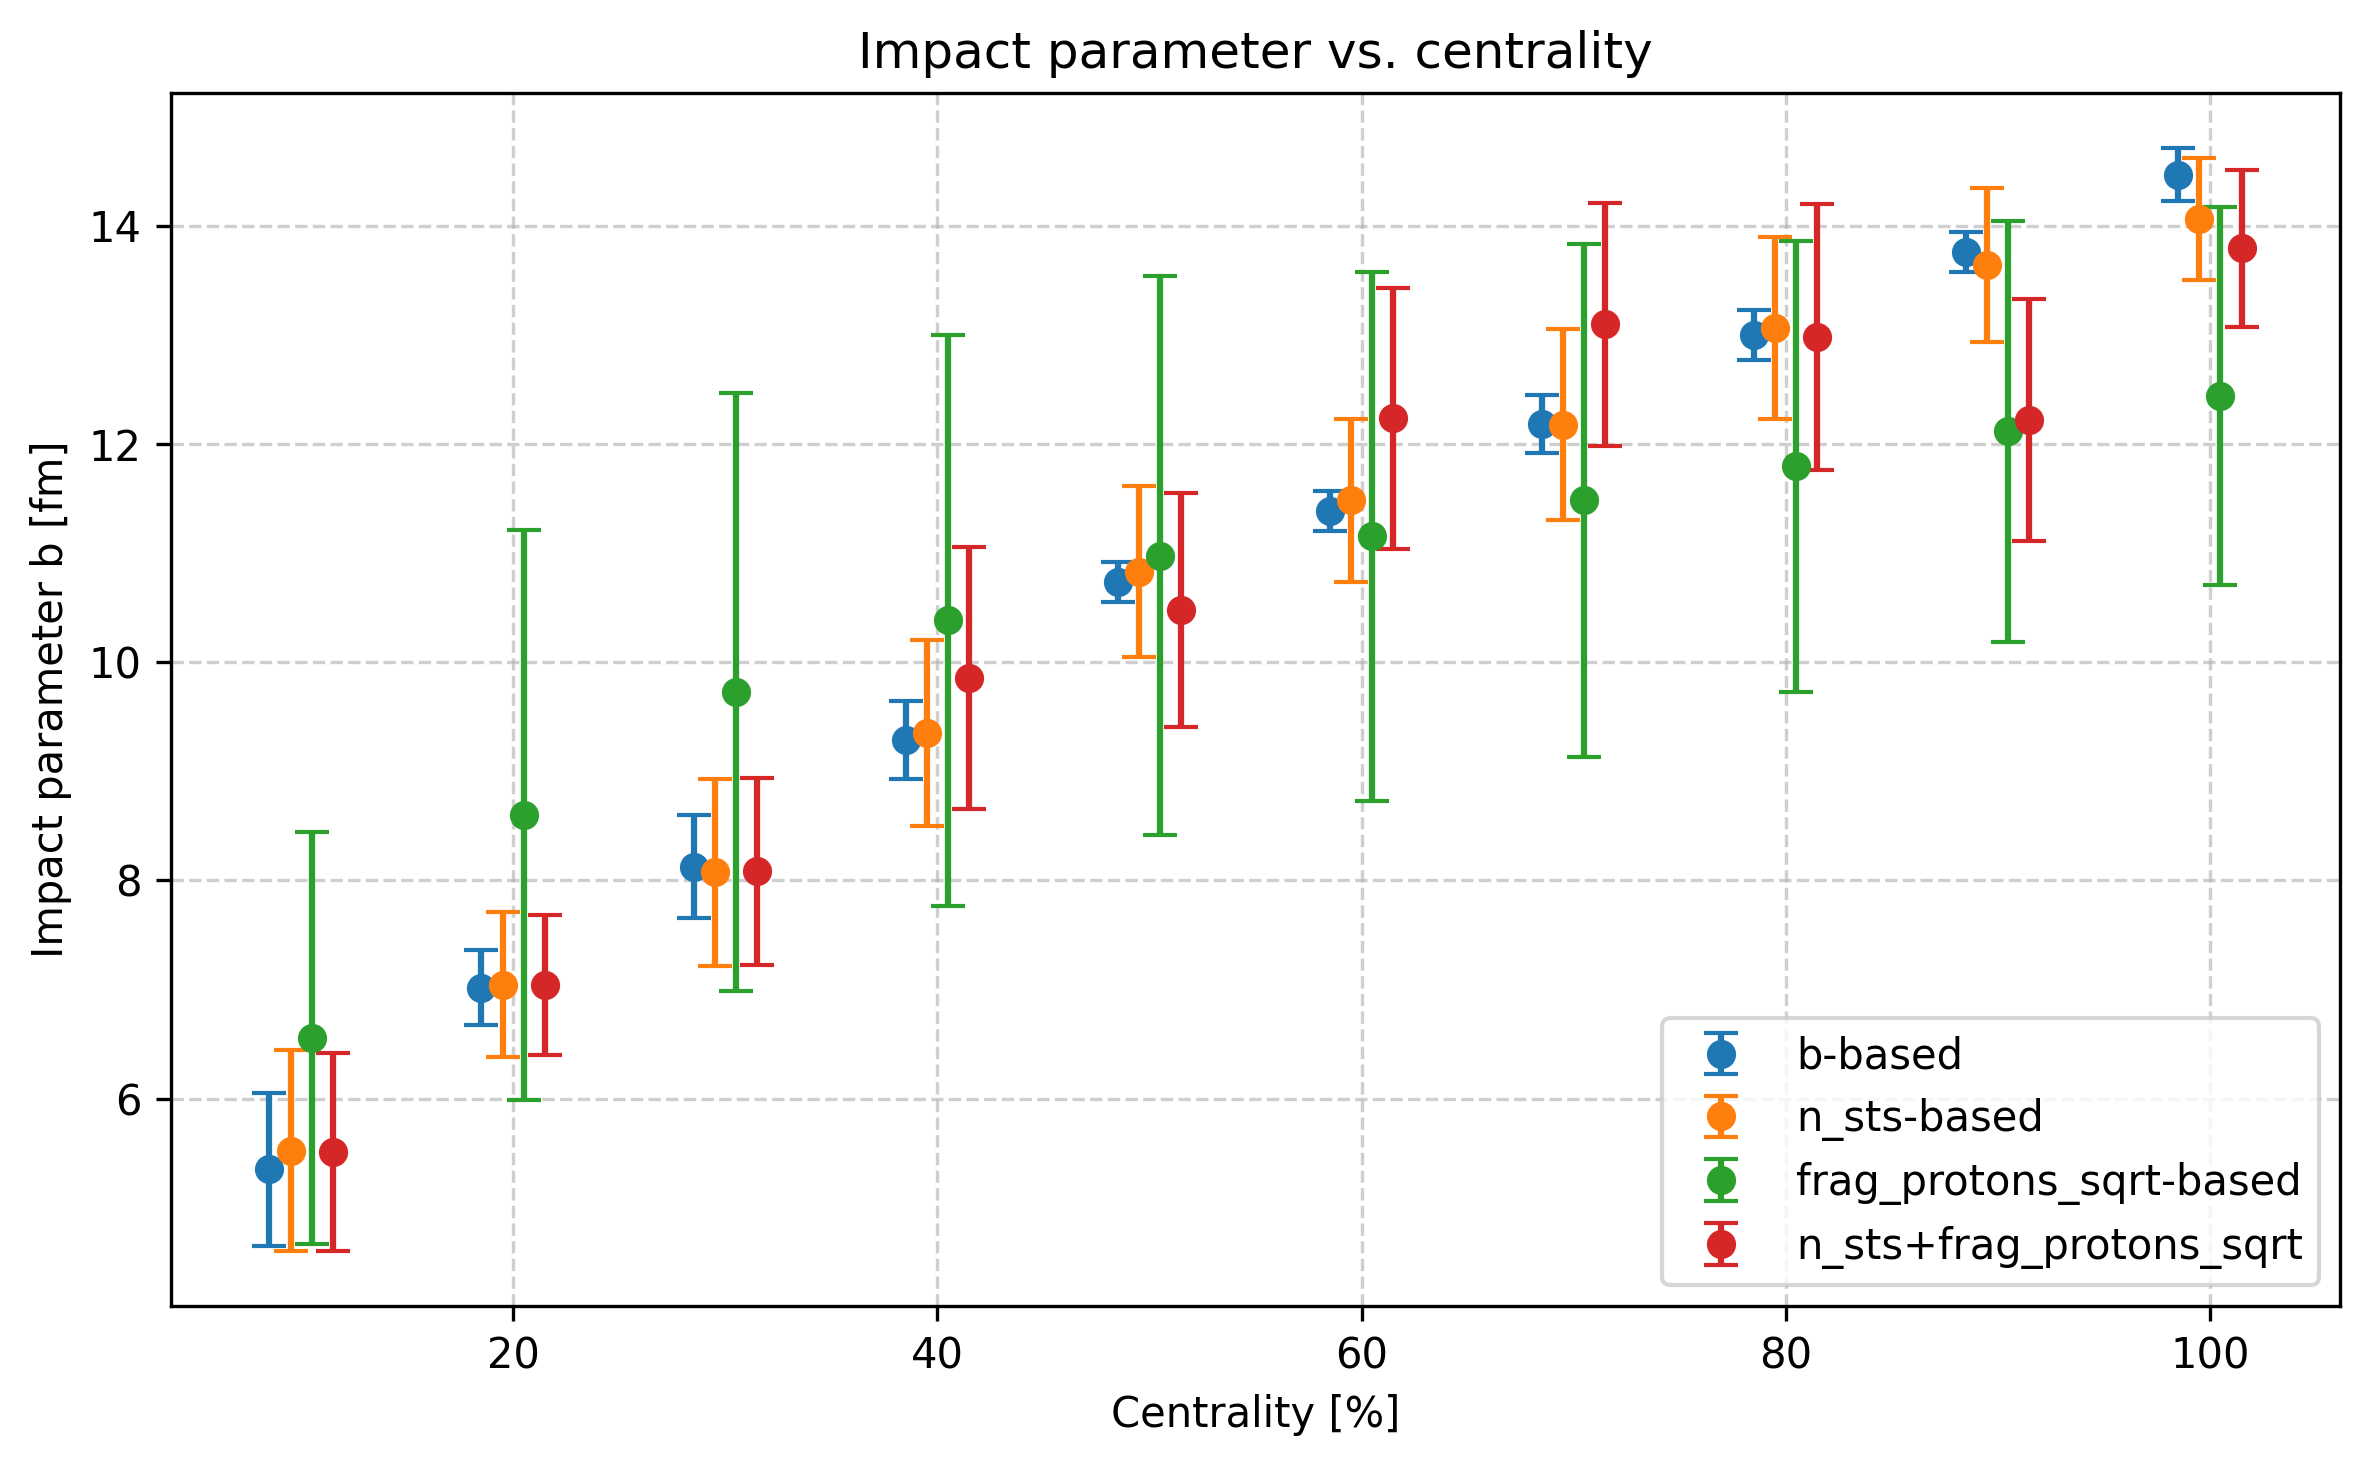 Impact parameter vs. centrality
Impact parameter b [fm]
14
12
10
8
6
20 40 60 80 100
Centrality [%]
b-based
n_sts-based
frag_protons_sqrt-based
n_sts+frag_protons_sqrt